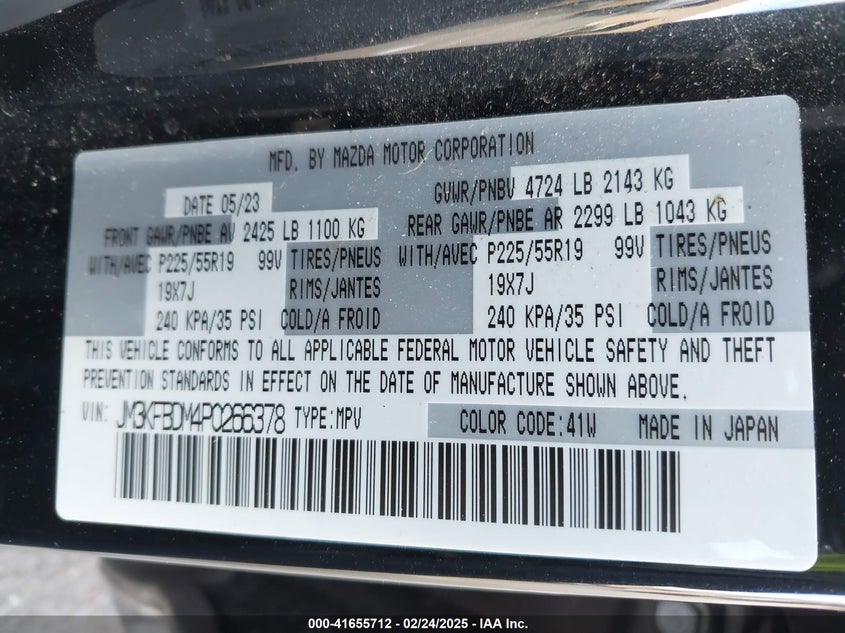 MFD. BY MAZDA MOTOR CORPORATION
DATE 05/23
GVWR/PNBV 4724 LB 2143 KG
FRONT GAWR/PNBE AV 2425 LB 1100 KG
REAR GAWR/PNBE AR 2299 LB 1043 KG
WITH/AVEC P225/55R19 99V TIRES/PNEUS WITH/AVEC P225/55R19 99V TIRES/PNEUS
19X7J RIMS/JANTES 19X7J RIMS/JANTES
240 KPA/35 PSI COLD/A FROID 240 KPA/35 PSI COLD/A FROID
THIS VEHICLE CONFORMS TO ALL APPLICABLE FEDERAL MOTOR VEHICLE SAFETY AND THEFT
PREVENTION STANDARDS IN EFFECT ON THE DATE OF MANUFACTURE SHOWN ABOVE.
VIN: JM3KFBDM4P0266378 TYPE:MPV COLOR CODE:41W MADE IN JAPAN
000-41655712 - 02/24/2025 - IAA Inc.